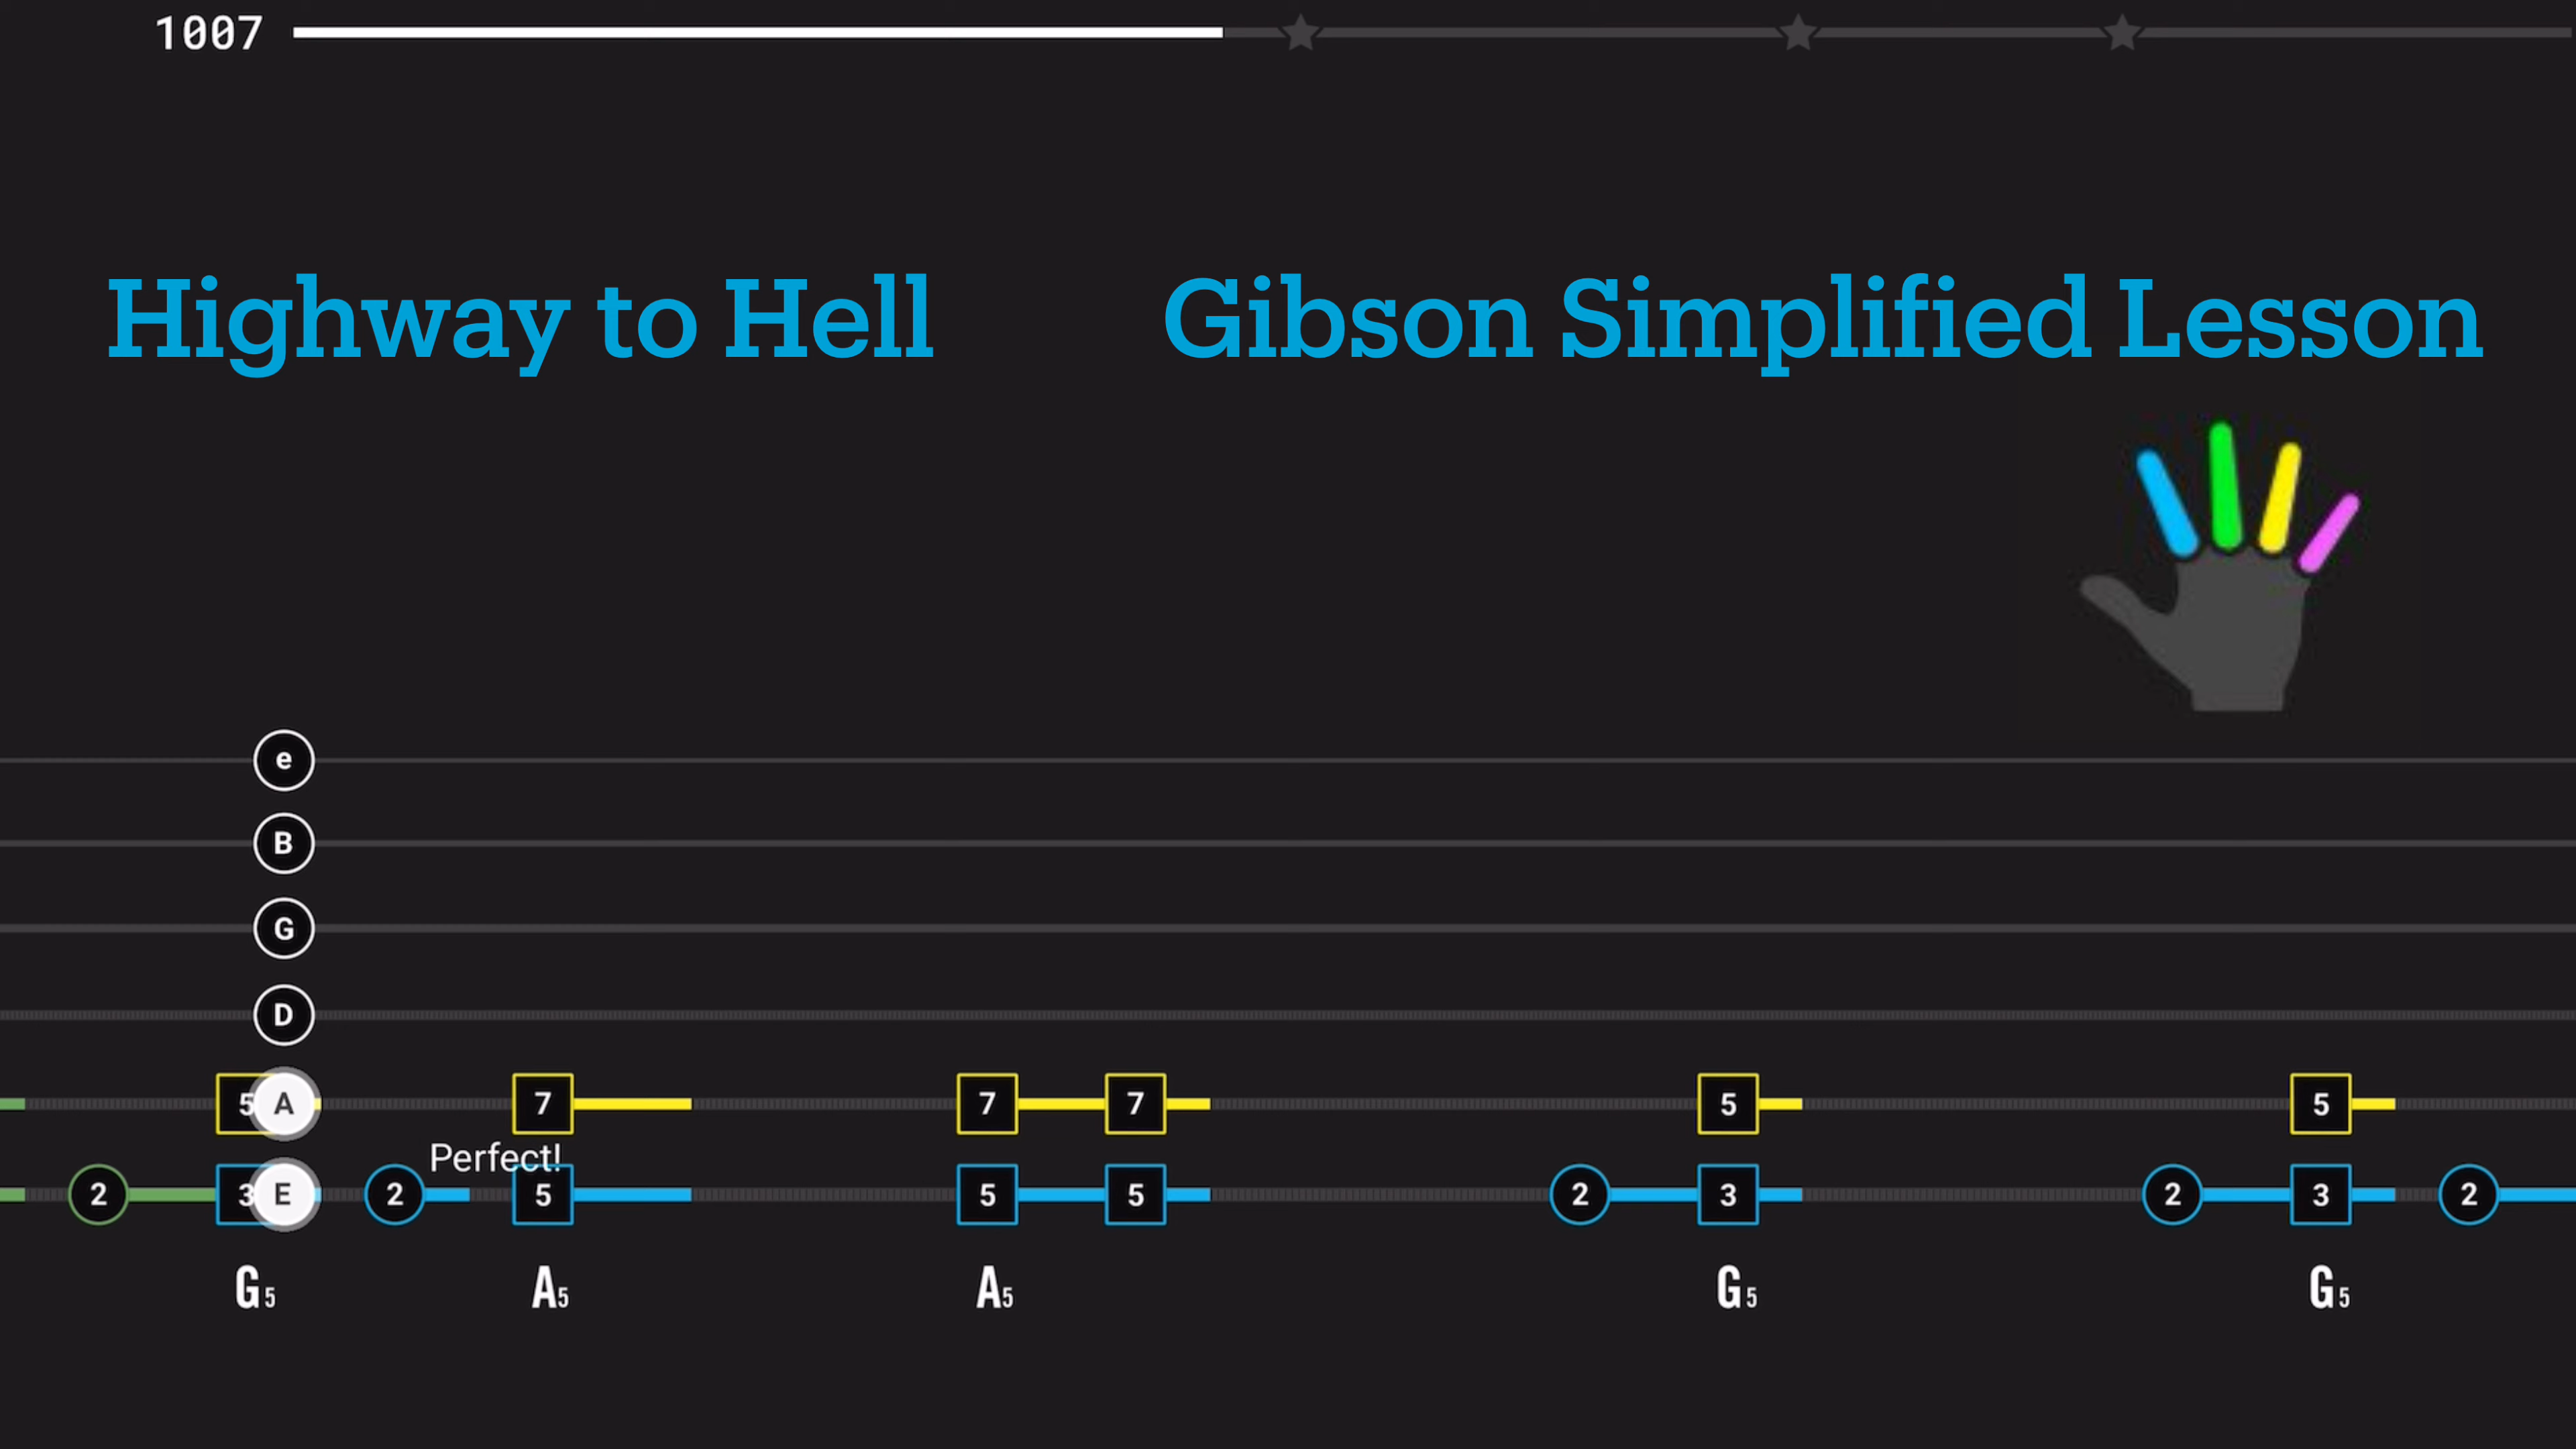 1007
Highway to Hell Gibson Simplified Lesson
e
B
G
D
5 A 7 7 7 5 5
Perfect!
2 3 E 2 5 5 5 2 3 2 3 2
G5 A5 A5 G5 G5